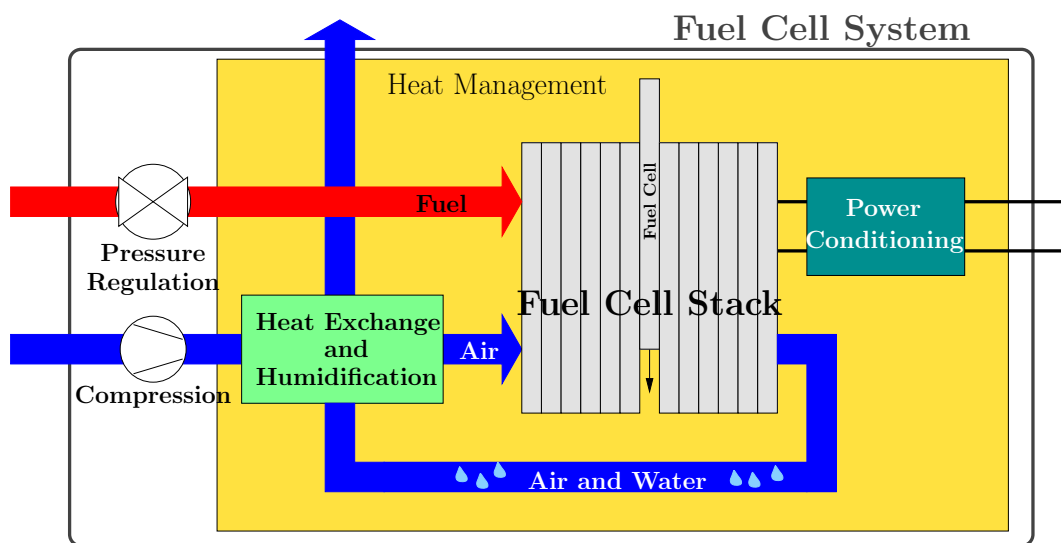 Fuel Cell System
Heat Management
Fuel Cell
Fuel
Power
Conditioning
Pressure
Regulation
Fuel Cell Stack
Heat Exchange
and
Humidification
Air
Compression
Air and Water